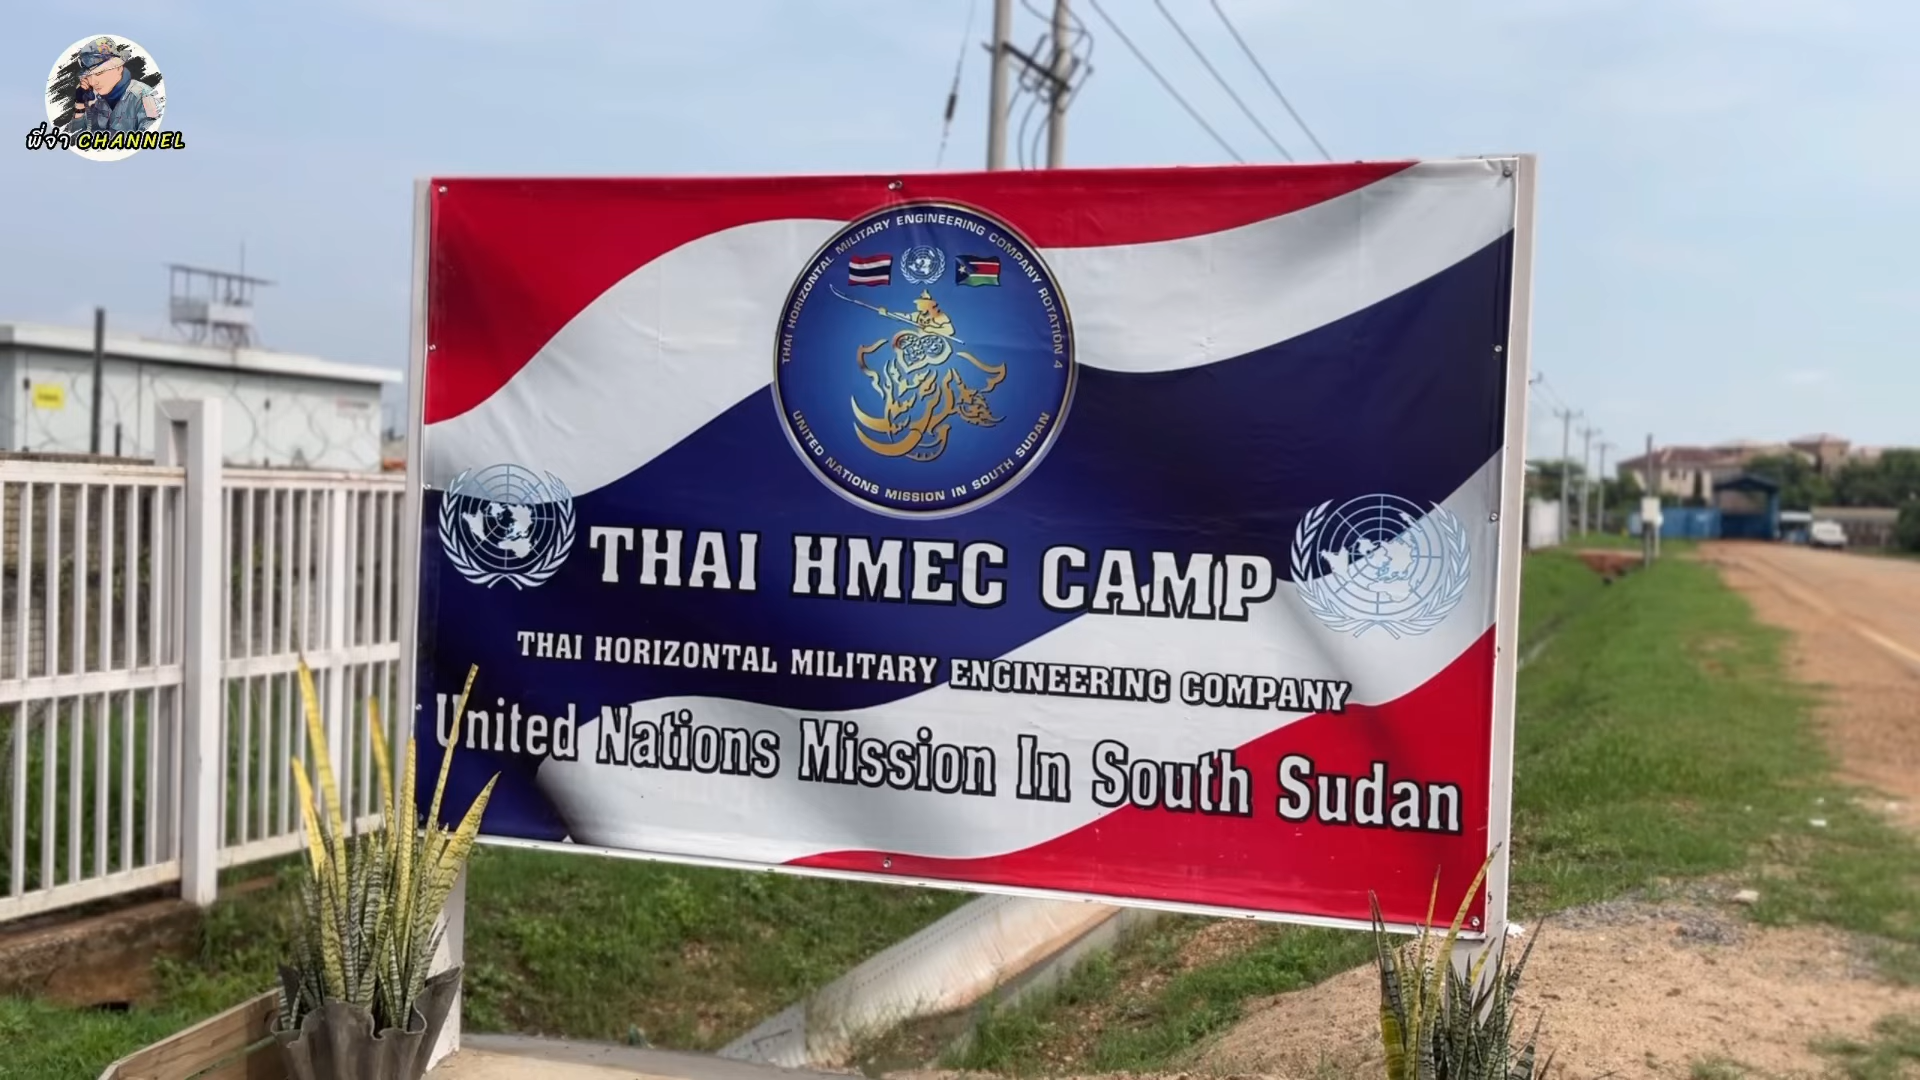 พี่จ่า CHANNEL
THAI HORIZONTAL MILITARY ENGINEERING COMPANY ROTATION 4
UNITED NATIONS MISSION IN SOUTH SUDAN
THAI HMEC CAMP
THAI HORIZONTAL MILITARY ENGINEERING COMPANY
United Nations Mission In South Sudan